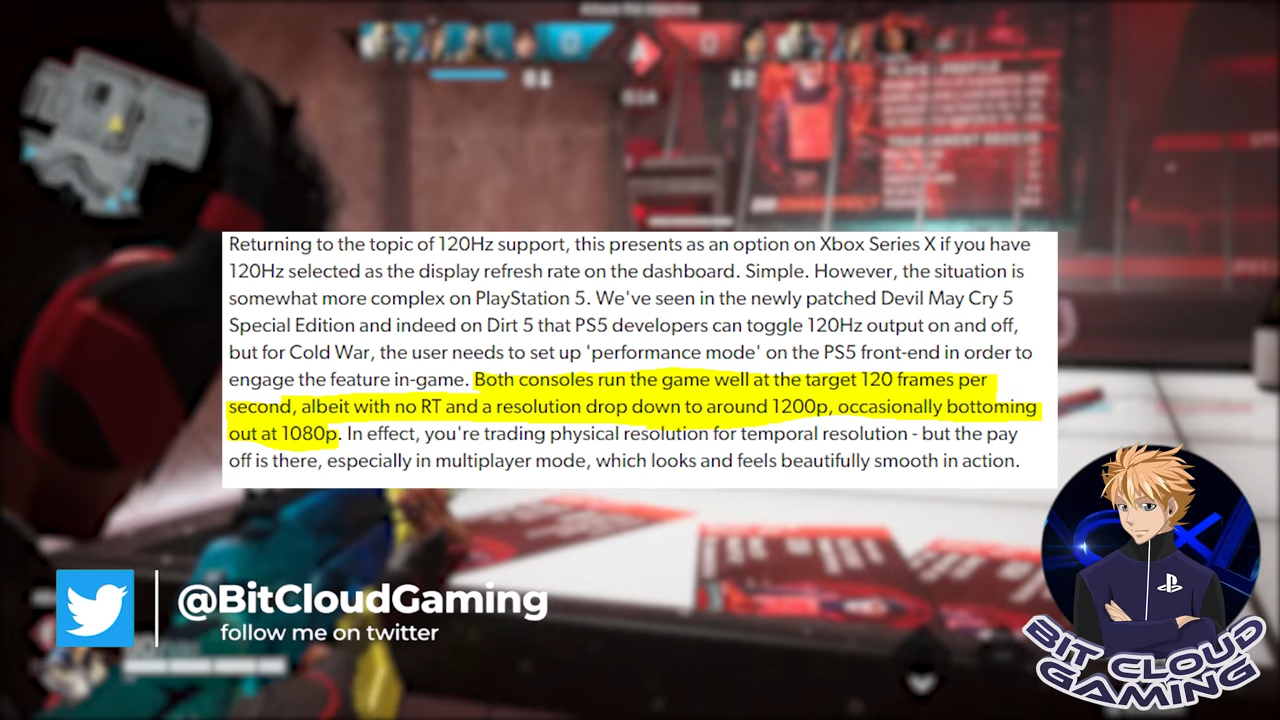 Returning to the topic of 120Hz support, this presents as an option on Xbox Series X if you have
120Hz selected as the display refresh rate on the dashboard. Simple. However, the situation is
somewhat more complex on PlayStation 5. We've seen in the newly patched Devil May Cry 5
Special Edition and indeed on Dirt 5 that PS5 developers can toggle 120Hz output on and off,
but for Cold War, the user needs to set up 'performance mode' on the PS5 front-end in order to
engage the feature in-game. Both consoles run the game well at the target 120 frames per
second, albeit with no RT and a resolution drop down to around 1200p, occasionally bottoming
out at 1080p. In effect, you're trading physical resolution for temporal resolution - but the pay
off is there, especially in multiplayer mode, which looks and feels beautifully smooth in action.
@BitCloudGaming
follow me on twitter
BIT CLOUD
GAMING